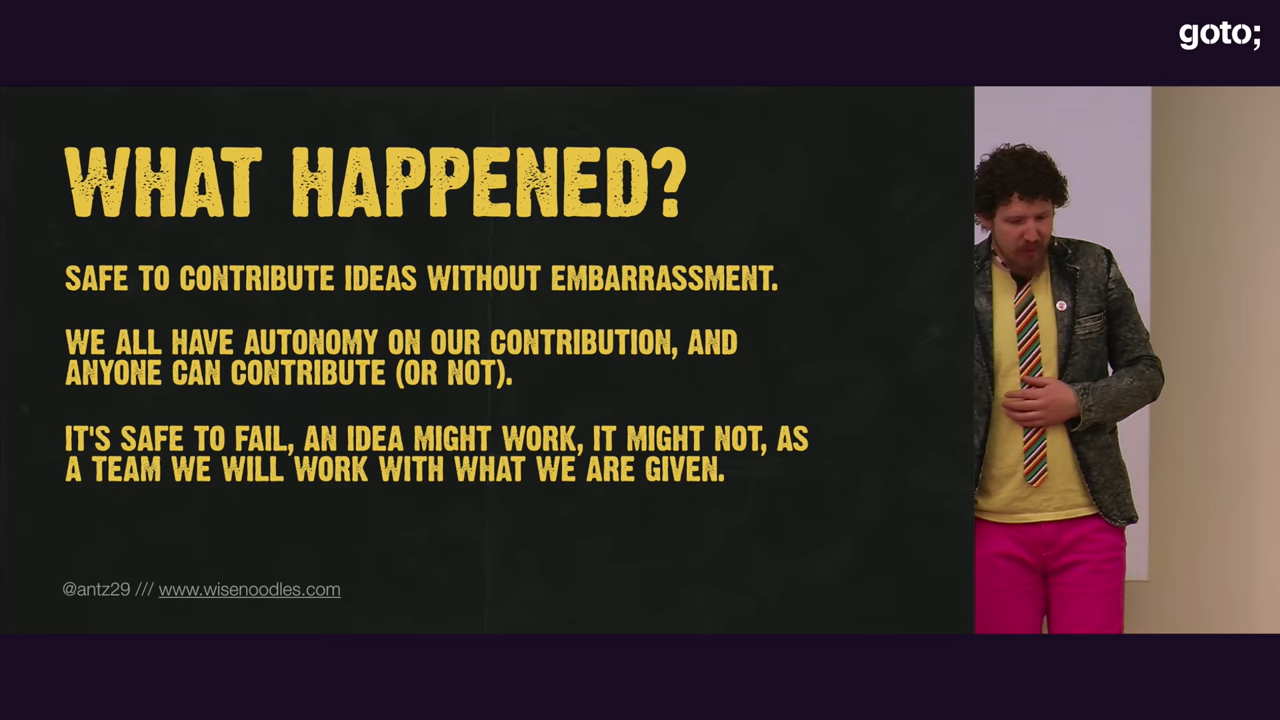 goto;
WHAT HAPPENED?
SAFE TO CONTRIBUTE IDEAS WITHOUT EMBARRASSMENT.
WE ALL HAVE AUTONOMY ON OUR CONTRIBUTION, AND
ANYONE CAN CONTRIBUTE (OR NOT).
IT'S SAFE TO FAIL, AN IDEA MIGHT WORK, IT MIGHT NOT, AS
A TEAM WE WILL WORK WITH WHAT WE ARE GIVEN.
@antz29 /// www.wisenoodles.com